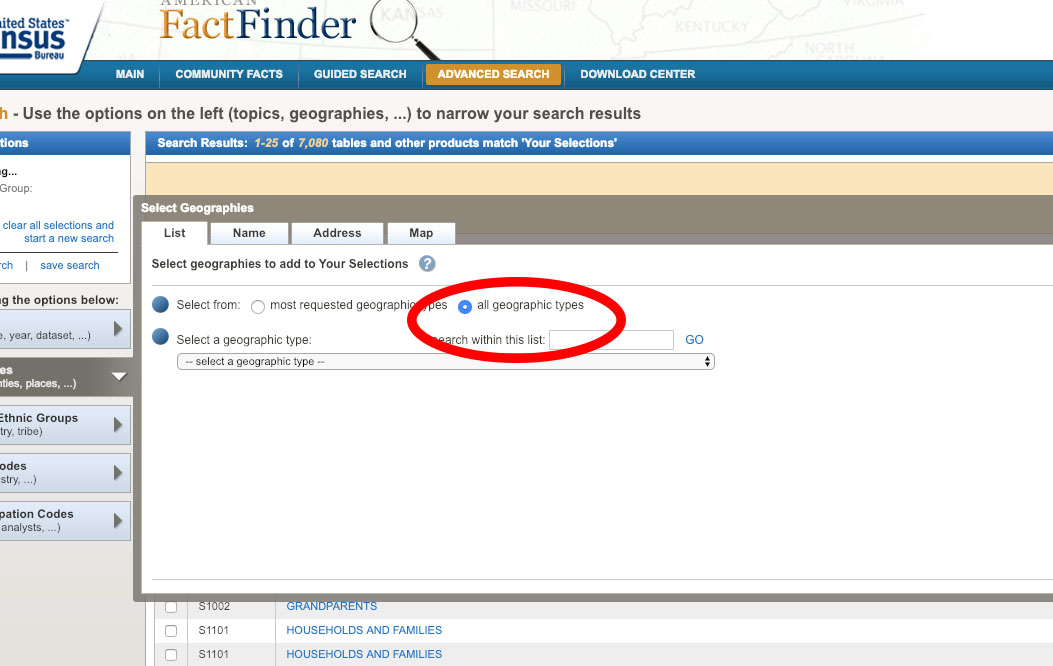 AMERICAN
FactFinder
United States™
nsus
Bureau
KANSAS
MISSOURI
KENTUCKY
VIRGINIA
NORTH
CAROLINA
MAIN COMMUNITY FACTS GUIDED SEARCH ADVANCED SEARCH DOWNLOAD CENTER
h - Use the options on the left (topics, geographies, ...) to narrow your search results
tions
Search Results: 1-25 of 7,080 tables and other products match 'Your Selections'
g...
Group:
clear all selections and
start a new search
rch | save search
ng the options below:
e, year, dataset, ...)
es
nties, places, ...)
Ethnic Groups
try, tribe)
odes
stry, ...)
pation Codes
analysts, ...)
Select Geographies
List Name Address Map
Select geographies to add to Your Selections ?
Select from: most requested geographic types all geographic types
Select a geographic type: search within this list: GO
-- select a geographic type --
S1002 GRANDPARENTS
S1101 HOUSEHOLDS AND FAMILIES
S1101 HOUSEHOLDS AND FAMILIES